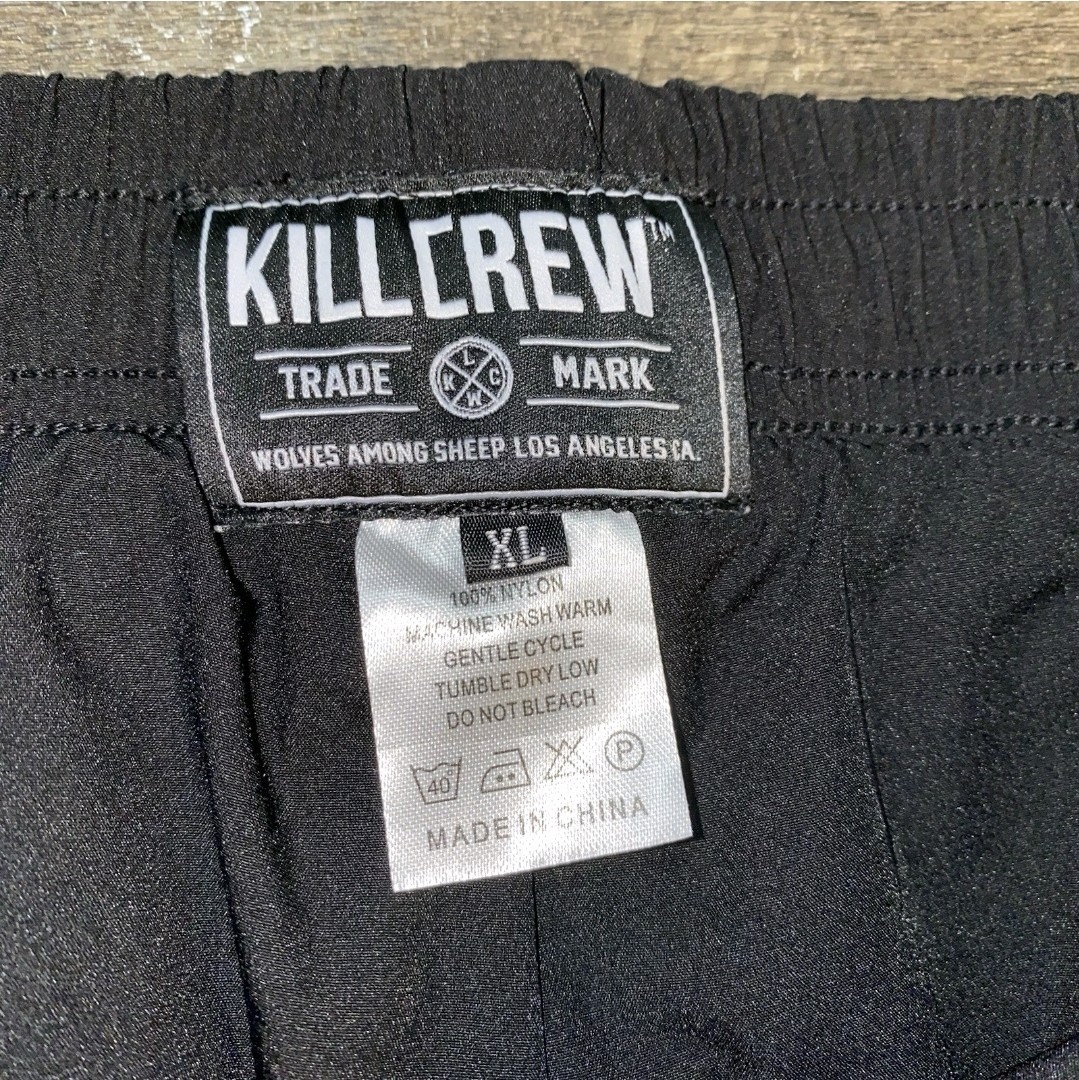 KILLCREW™
TRADE MARK
L
K C
W
WOLVES AMONG SHEEP LOS ANGELES CA.
XL
100% NYLON
MACHINE WASH WARM
GENTLE CYCLE
TUMBLE DRY LOW
DO NOT BLEACH
40 P
MADE IN CHINA